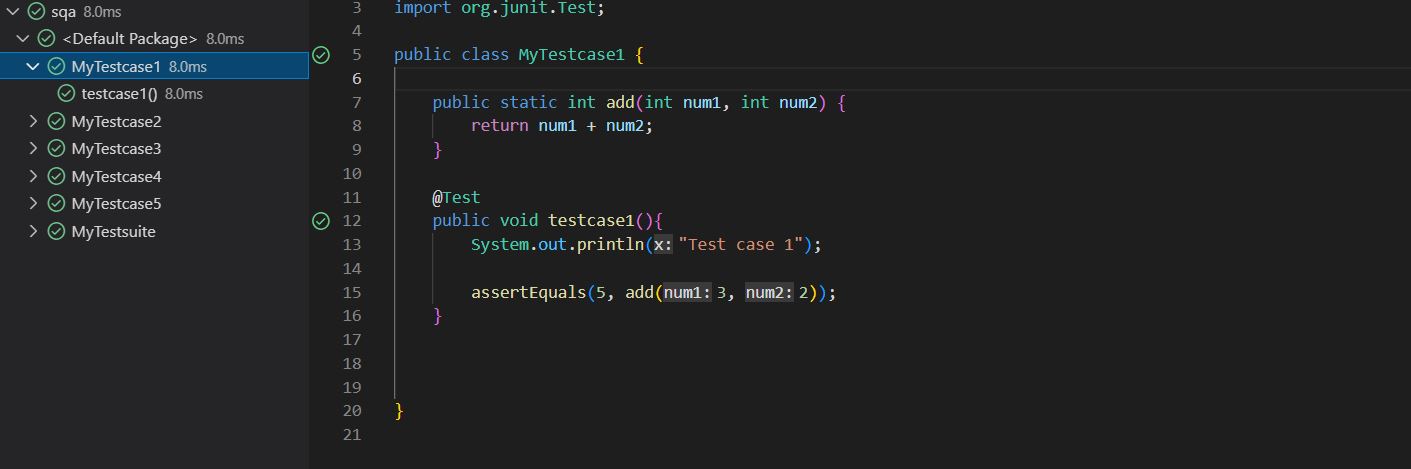 sqa 8.0ms
<Default Package> 8.0ms
MyTestcase1 8.0ms
testcase1() 8.0ms
MyTestcase2
MyTestcase3
MyTestcase4
MyTestcase5
MyTestsuite
3 import org.junit.Test;
4
5 public class MyTestcase1 {
6
7 public static int add(int num1, int num2) {
8 return num1 + num2;
9 }
10
11 @Test
12 public void testcase1(){
13 System.out.println(x: "Test case 1");
14
15 assertEquals(5, add(num1: 3, num2: 2));
16 }
17
18
19
20 }
21